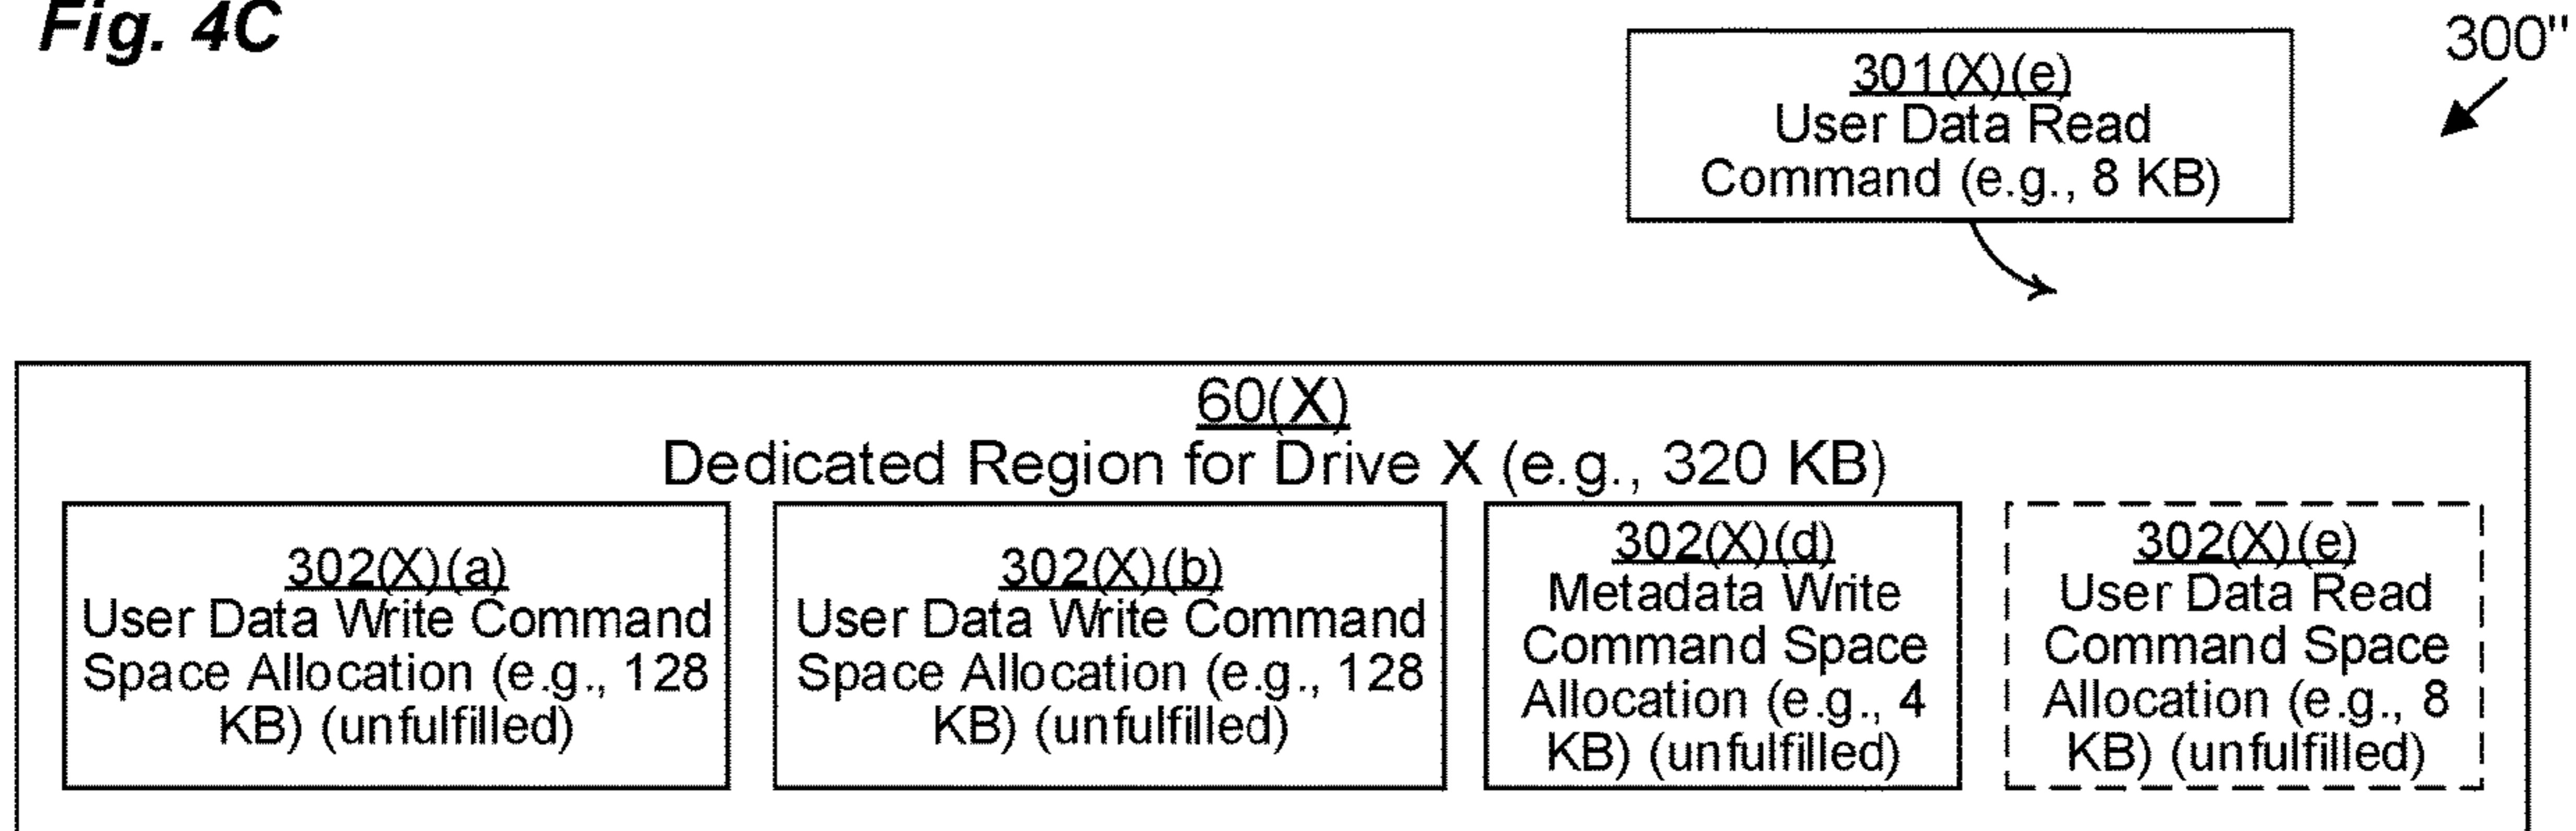 Fig. 4C
300"
301(X)(e)
User Data Read
Command (e.g., 8 KB)
60(X)
Dedicated Region for Drive X (e.g., 320 KB)
302(X)(a)
User Data Write Command
Space Allocation (e.g., 128
KB) (unfulfilled)
302(X)(b)
User Data Write Command
Space Allocation (e.g., 128
KB) (unfulfilled)
302(X)(d)
Metadata Write
Command Space
Allocation (e.g., 4
KB) (unfulfilled)
302(X)(e)
User Data Read
Command Space
Allocation (e.g., 8
KB) (unfulfilled)